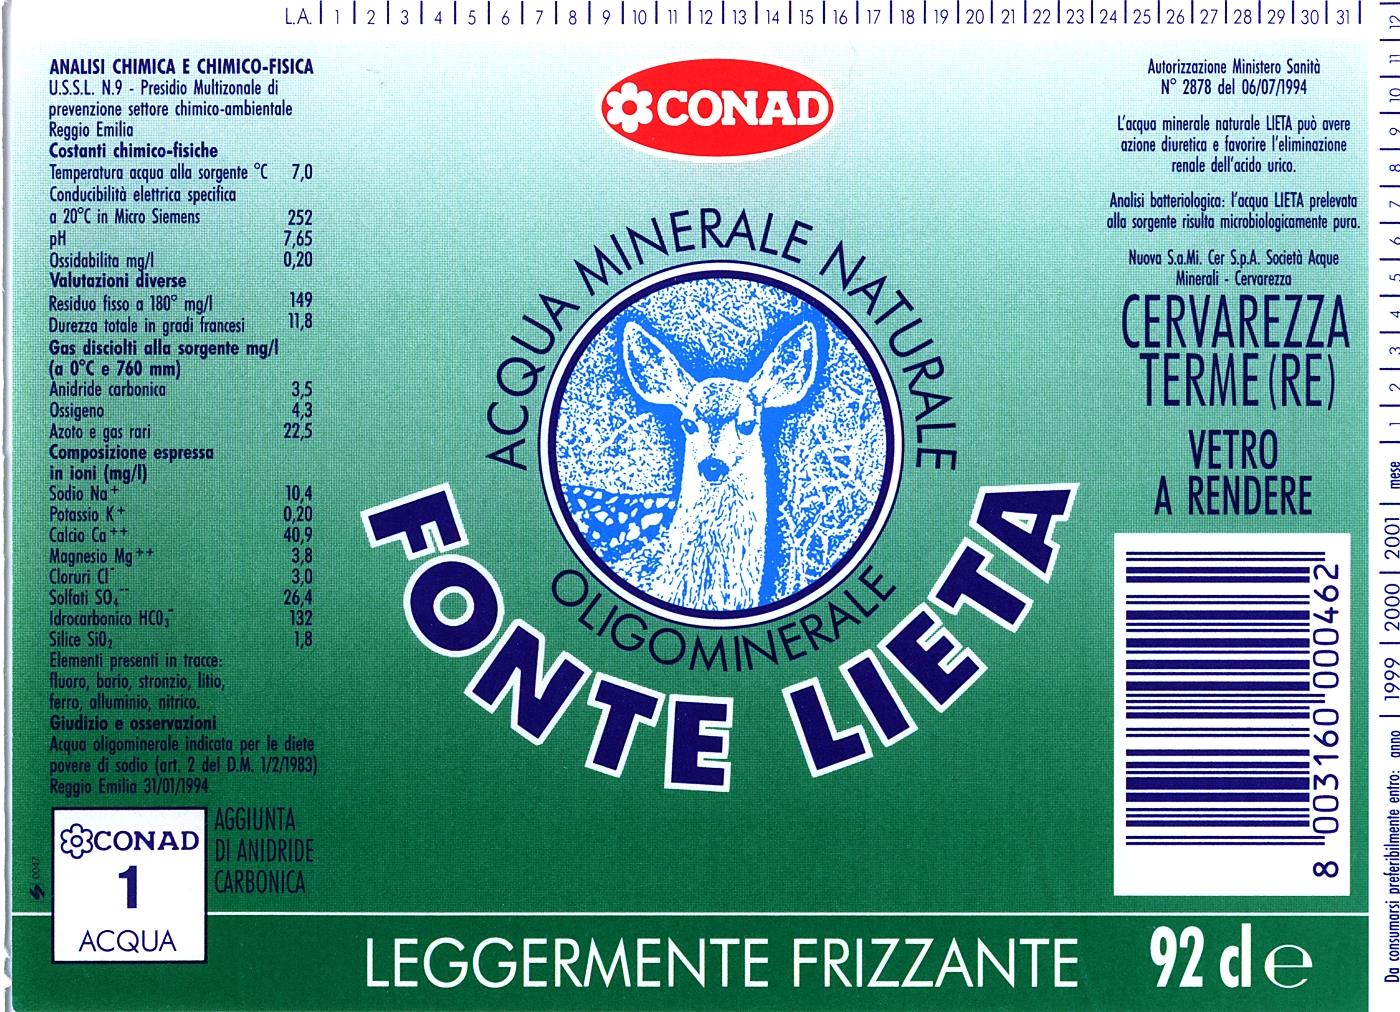 L.A. 1 2 3 4 5 6 7 8 9 10 11 12 13 14 15 16 17 18 19 20 21 22 23 24 25 26 27 28 29 30 31
ANALISI CHIMICA E CHIMICO-FISICA
U.S.S.L. N.9 - Presidio Multizonale di
prevenzione settore chimico-ambientale
Reggio Emilia
Costanti chimico-fisiche
Temperatura acqua alla sorgente °C 7,0
Conducibilità elettrica specifica
a 20°C in Micro Siemens 252
pH 7,65
Ossidabilita mg/l 0,20
Valutazioni diverse
Residuo fisso a 180° mg/l 149
Durezza totale in gradi francesi 11,8
Gas disciolti alla sorgente mg/l
(a 0°C e 760 mm)
Anidride carbonica 3,5
Ossigeno 4,3
Azoto e gas rari 22,5
Composizione espressa
in ioni (mg/l)
Sodio Na+ 10,4
Potassio K+ 0,20
Calcio Ca++ 40,9
Magnesio Mg++ 3,8
Cloruri Cl- 3,0
Solfati SO4-- 26,4
Idrocarbonico HCO3- 132
Silice SiO2 1,8
Elementi presenti in tracce:
fluoro, bario, stronzio, litio,
ferro, alluminio, nitrico.
Giudizio e osservazioni
Acqua oligominerale indicata per le diete
povere di sodio (art. 2 del D.M. 1/2/1983)
Reggio Emilia 31/01/1994
CONAD
1
ACQUA
AGGIUNTA
DI ANIDRIDE
CARBONICA
0047
CONAD
ACQUA MINERALE NATURALE
OLIGOMINERALE
FONTE LIETA
LEGGERMENTE FRIZZANTE
92 cl e
Autorizzazione Ministero Sanità
N° 2878 del 06/07/1994
L'acqua minerale naturale LIETA può avere
azione diuretica e favorire l'eliminazione
renale dell'acido urico.
Analisi batteriologica: l'acqua LIETA prelevata
alla sorgente risulta microbiologicamente pura.
Nuova S.a.Mi. Cer S.p.A. Società Acque
Minerali - Cervarezza
CERVAREZZA
TERME (RE)
VETRO
A RENDERE
8 003160 000462
Da consumarsi preferibilmente entro: anno 1999 2000 2001 mese 1 2 3 4 5 6 7 8 9 10 11 12